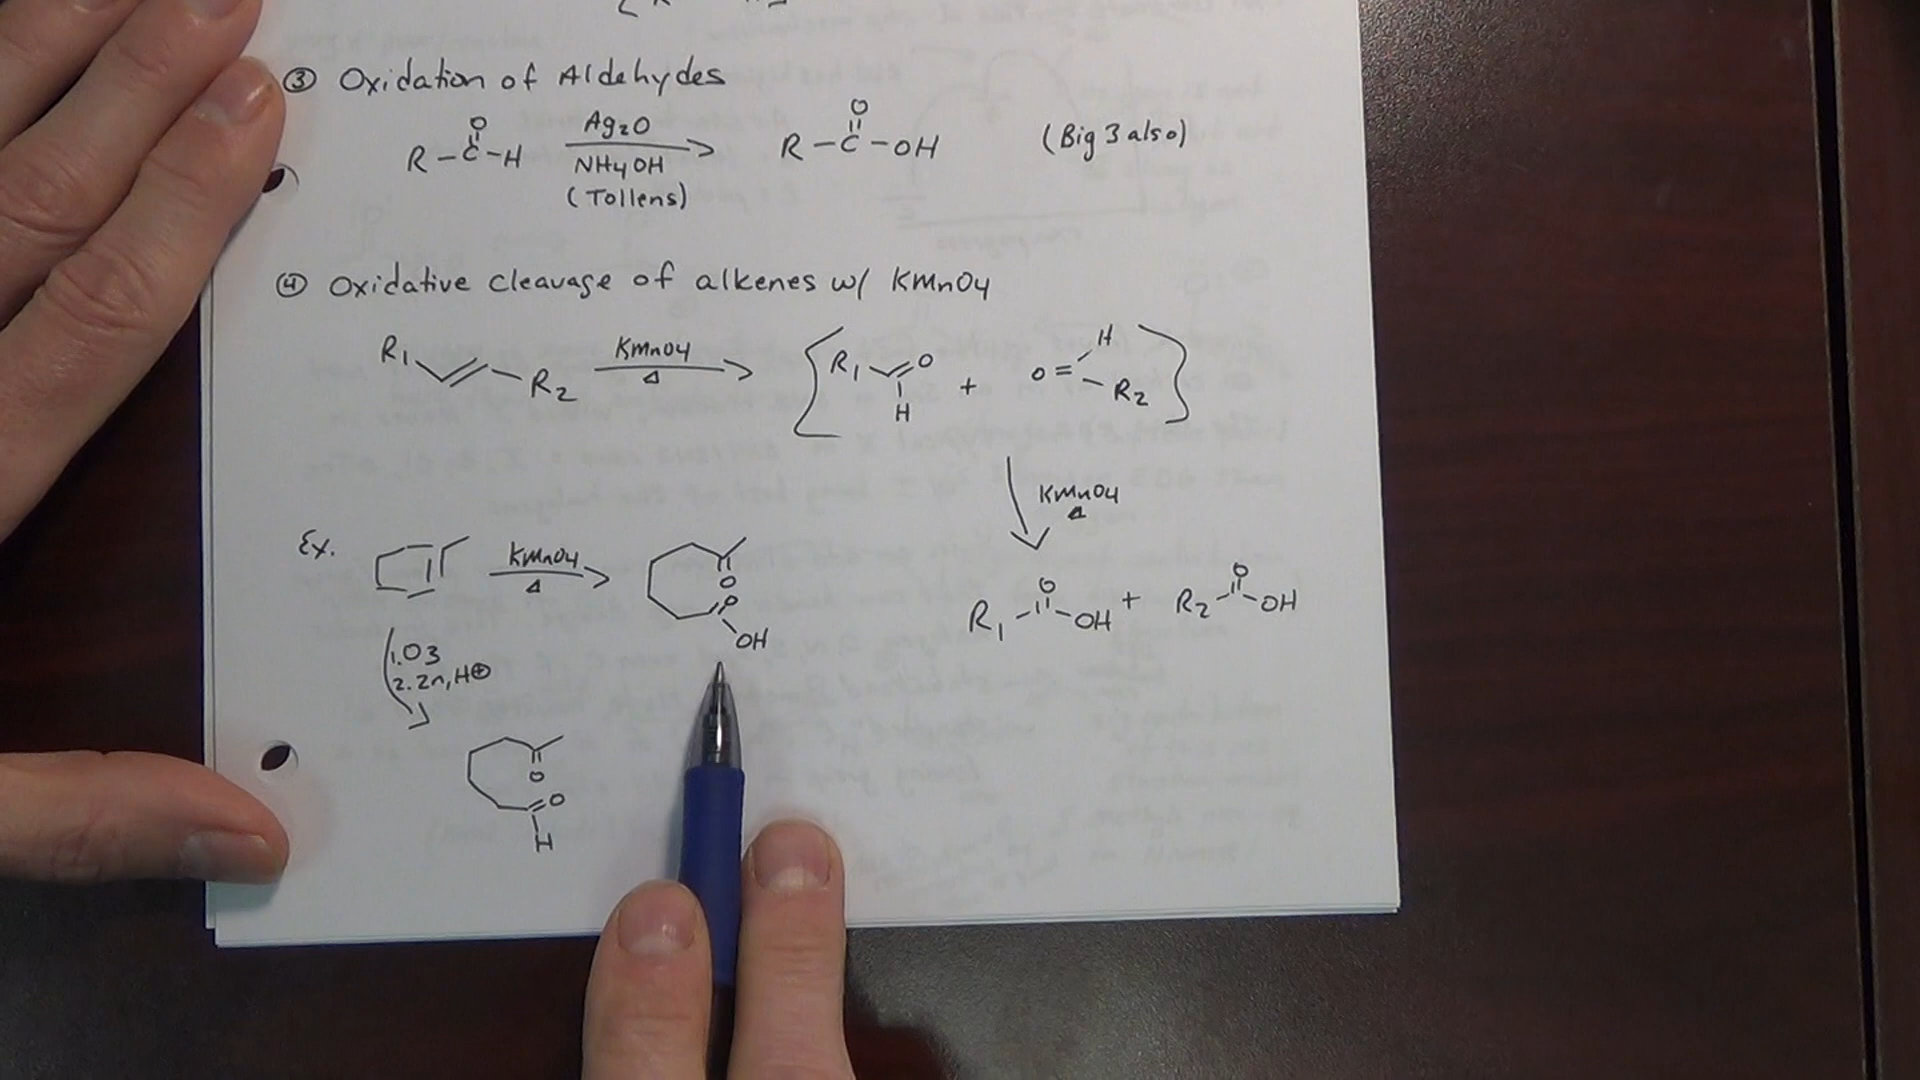 ③ Oxidation of Aldehydes
R-C-H
O
Ag2O
NH4OH
(Tollens)
R-C-OH
O
(Big 3 also)
④ Oxidative cleavage of alkenes w/ KMnO4
R1 R2
KMnO4
Δ
R1 O
H
+
O= H
R2
KMnO4
Δ
R1 O OH + R2 O OH
Ex.
KMnO4
Δ
O
O
OH
1. O3
2. Zn, H⊕
O
O
H